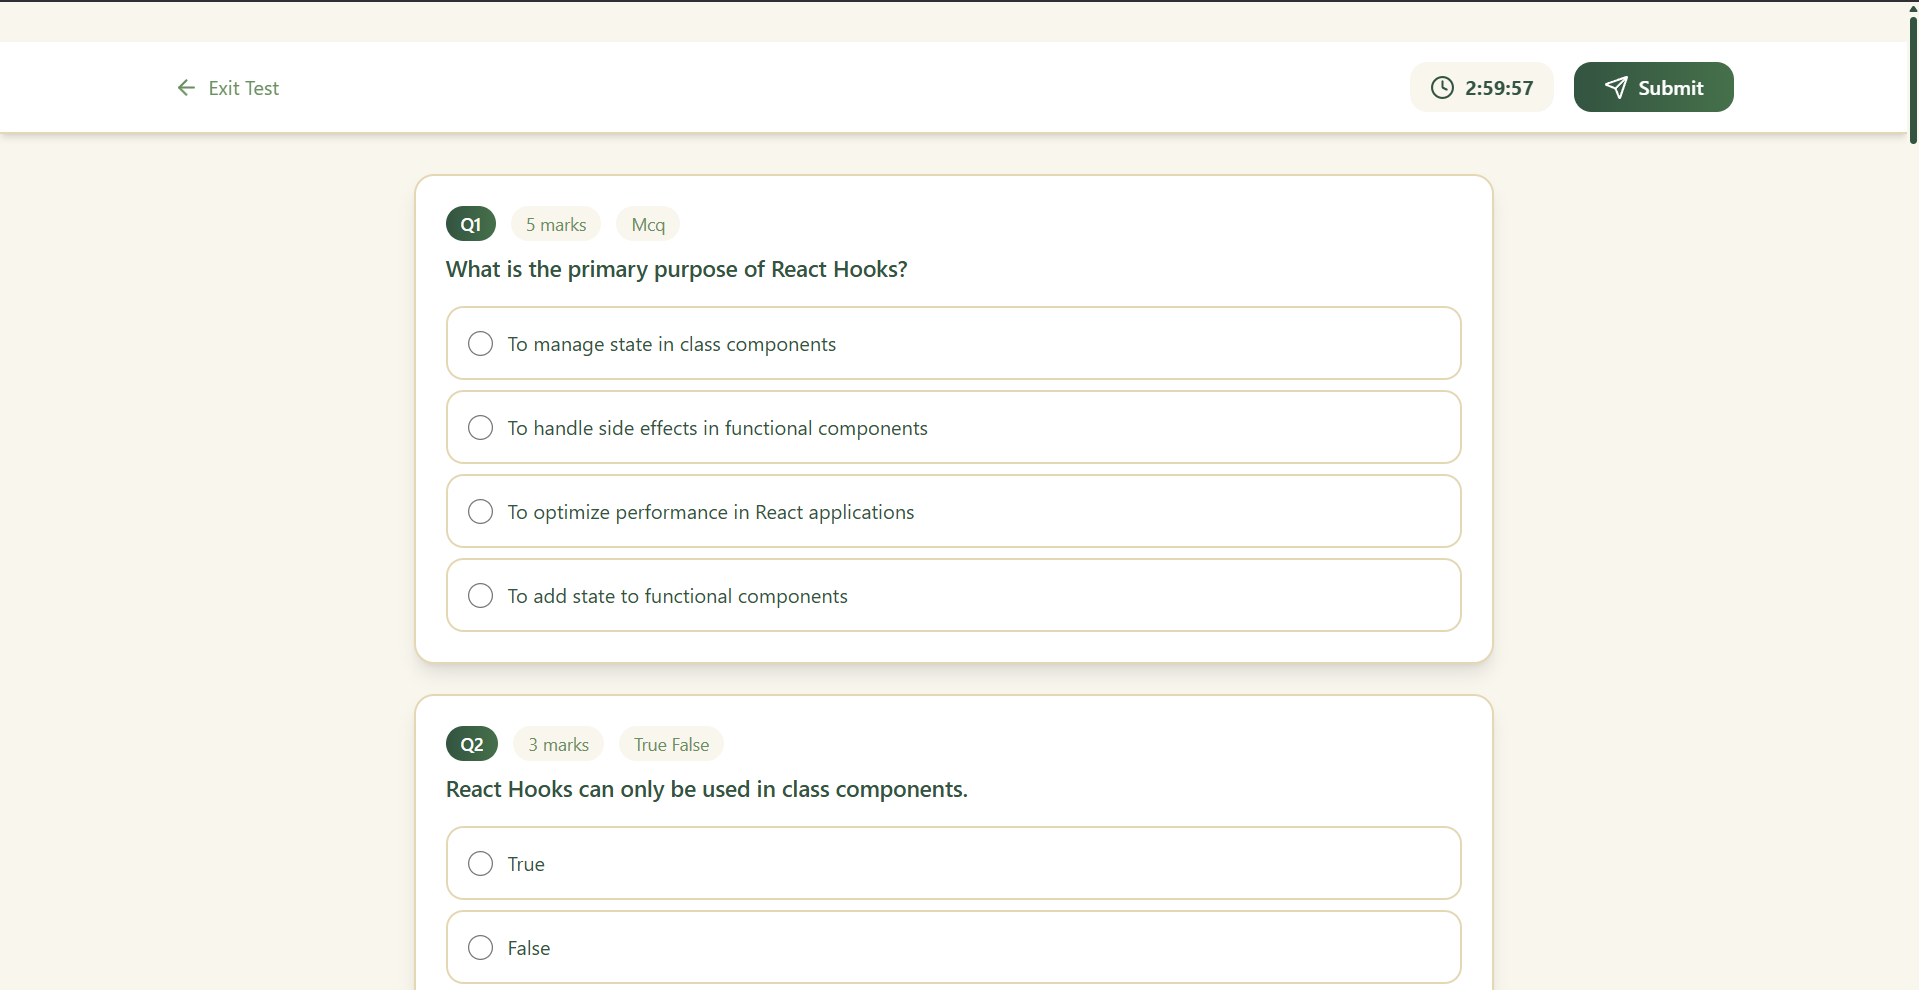 Exit Test
2:59:57
Submit
Q1 5 marks Mcq
What is the primary purpose of React Hooks?
To manage state in class components
To handle side effects in functional components
To optimize performance in React applications
To add state to functional components
Q2 3 marks True False
React Hooks can only be used in class components.
True
False